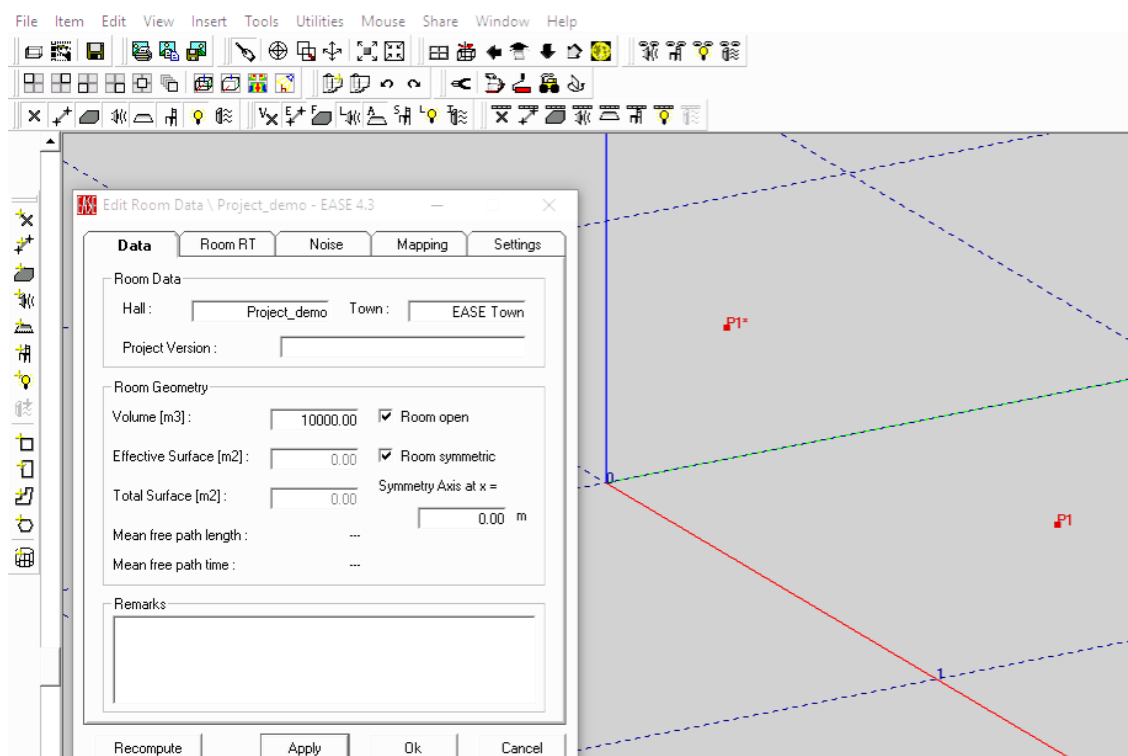 File Item Edit View Insert Tools Utilities Mouse Share Window Help
EASE Edit Room Data \ Project_demo - EASE 4.3
Data Room RT Noise Mapping Settings
Room Data
Hall : Project_demo Town : EASE Town
Project Version :
Room Geometry
Volume [m3] : 10000.00 Room open
Effective Surface [m2] : 0.00 Room symmetric
Total Surface [m2] : 0.00 Symmetry Axis at x =
0.00 m
Mean free path length : ---
Mean free path time : ---
Remarks
Recompute Apply Ok Cancel
P1*
0
P1
1